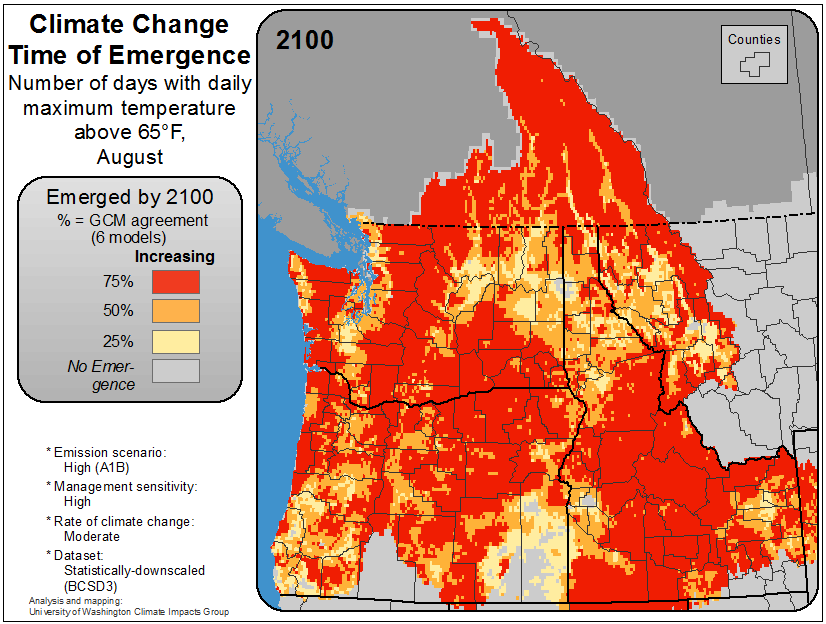 Climate Change
Time of Emergence
Number of days with daily
maximum temperature
above 65°F,
August
Emerged by 2100
% = GCM agreement
(6 models)
Increasing
75%
50%
25%
No Emer-
gence
* Emission scenario:
High (A1B)
* Management sensitivity:
High
* Rate of climate change:
Moderate
* Dataset:
Statistically-downscaled
(BCSD3)
Analysis and mapping:
University of Washington Climate Impacts Group
2100
Counties